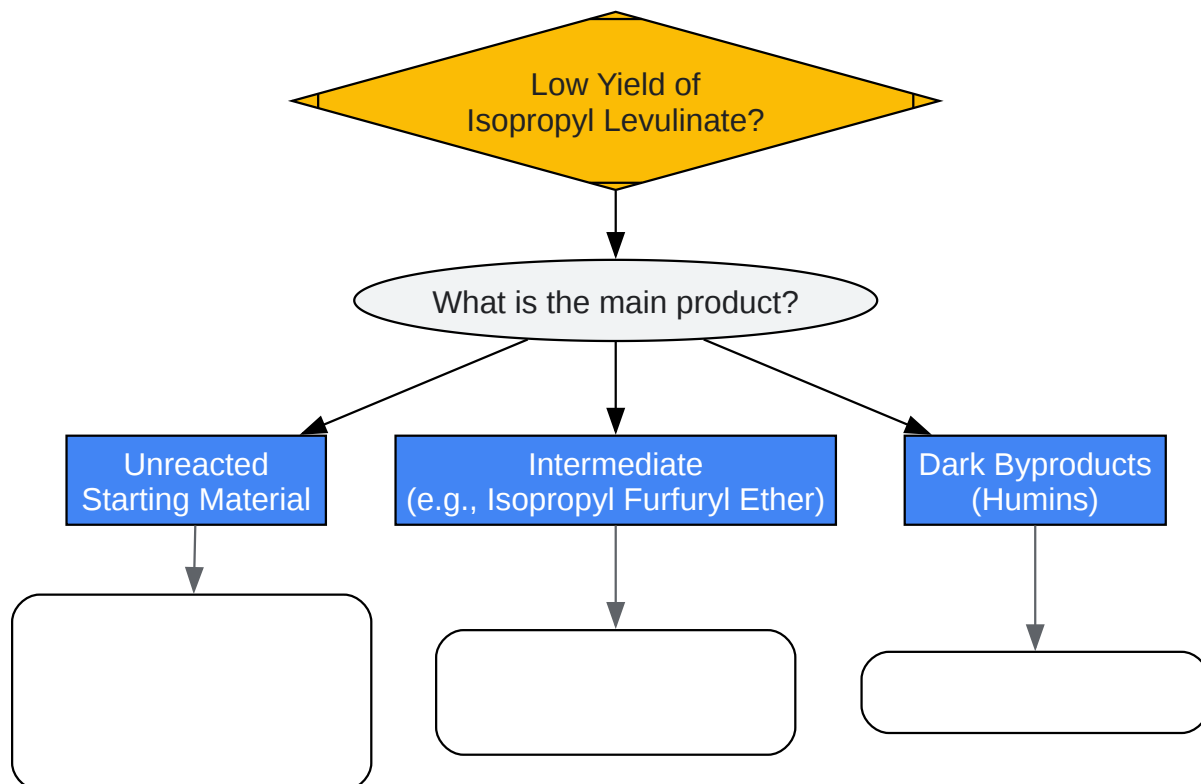 Low Yield of
Isopropyl Levulinate?
What is the main product?
Unreacted
Starting Material
Intermediate
(e.g., Isopropyl Furfuryl Ether)
Dark Byproducts
(Humins)